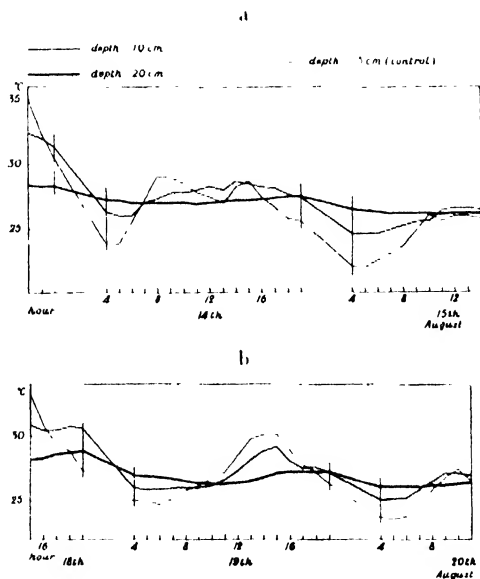 a
depth 10 cm
depth 20 cm
depth 5 cm (control)
°C
35
30
25
hour
4
8
12
16
4
8
12
14th
15th
August
b
°C
30
25
16
4
8
12
16
4
8
hour
18th
19th
20th
August